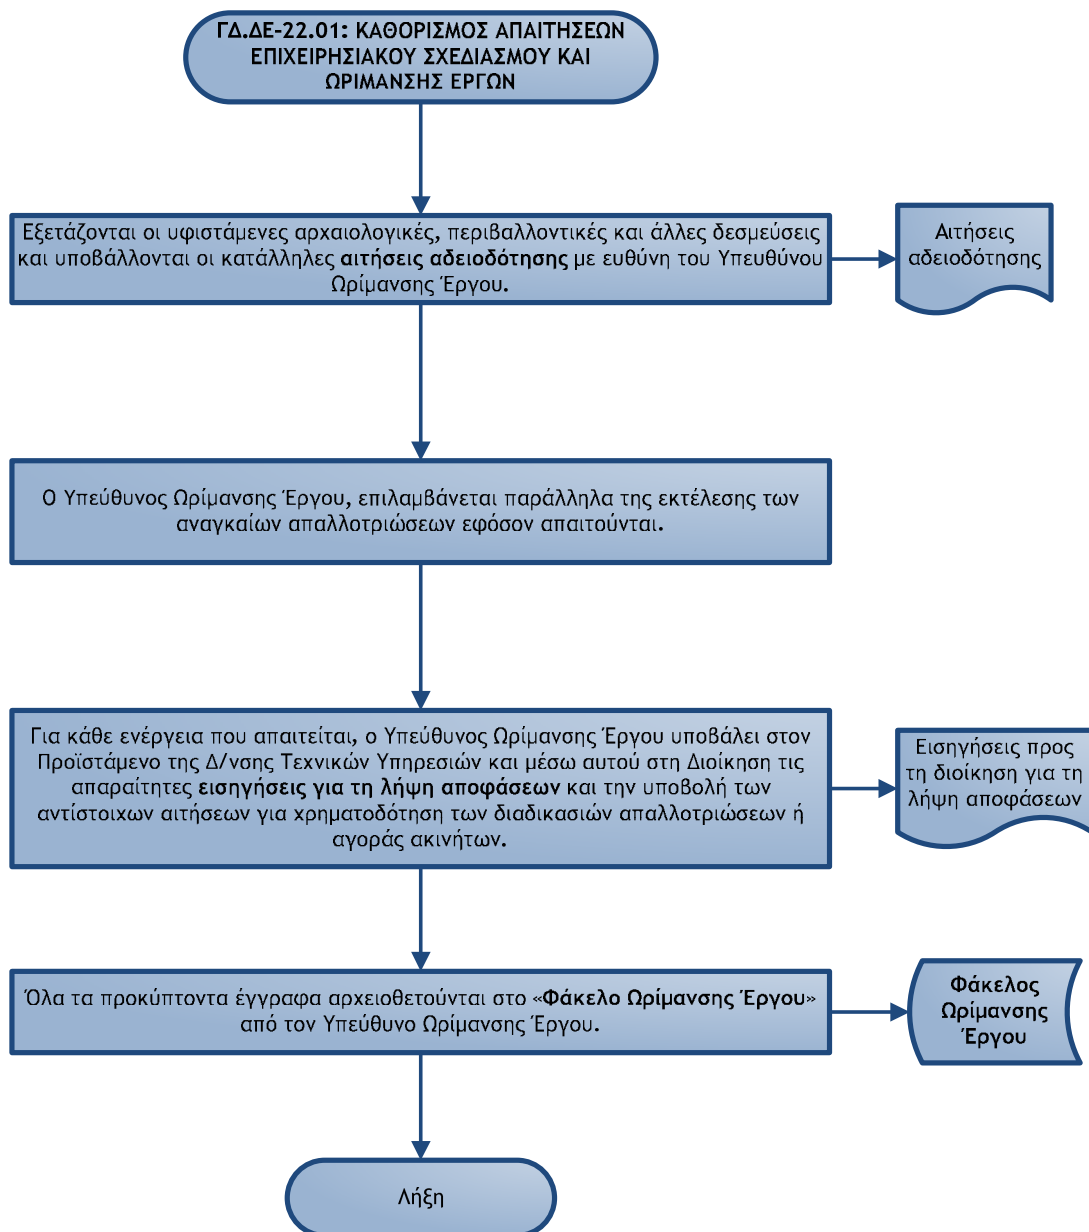 ΓΔ.ΔΕ-22.01: ΚΑΘΟΡΙΣΜΟΣ ΑΠΑΙΤΗΣΕΩΝ
ΕΠΙΧΕΙΡΗΣΙΑΚΟΥ ΣΧΕΔΙΑΣΜΟΥ ΚΑΙ
ΩΡΙΜΑΝΣΗΣ ΕΡΓΩΝ
Εξετάζονται οι υφιστάμενες αρχαιολογικές, περιβαλλοντικές και άλλες δεσμεύσεις
και υποβάλλονται οι κατάλληλες αιτήσεις αδειοδότησης με ευθύνη του Υπευθύνου
Ωρίμανσης Έργου.
Αιτήσεις
αδειοδότησης
Ο Υπεύθυνος Ωρίμανσης Έργου, επιλαμβάνεται παράλληλα της εκτέλεσης των
αναγκαίων απαλλοτριώσεων εφόσον απαιτούνται.
Για κάθε ενέργεια που απαιτείται, ο Υπεύθυνος Ωρίμανσης Έργου υποβάλει στον
Προϊστάμενο της Δ/νσης Τεχνικών Υπηρεσιών και μέσω αυτού στη Διοίκηση τις
απαραίτητες εισηγήσεις για τη λήψη αποφάσεων και την υποβολή των
αντίστοιχων αιτήσεων για χρηματοδότηση των διαδικασιών απαλλοτριώσεων ή
αγοράς ακινήτων.
Εισηγήσεις προς
τη διοίκηση για τη
λήψη αποφάσεων
Όλα τα προκύπτοντα έγγραφα αρχειοθετούνται στο «Φάκελο Ωρίμανσης Έργου»
από τον Υπεύθυνο Ωρίμανσης Έργου.
Φάκελος
Ωρίμανσης
Έργου
Λήξη